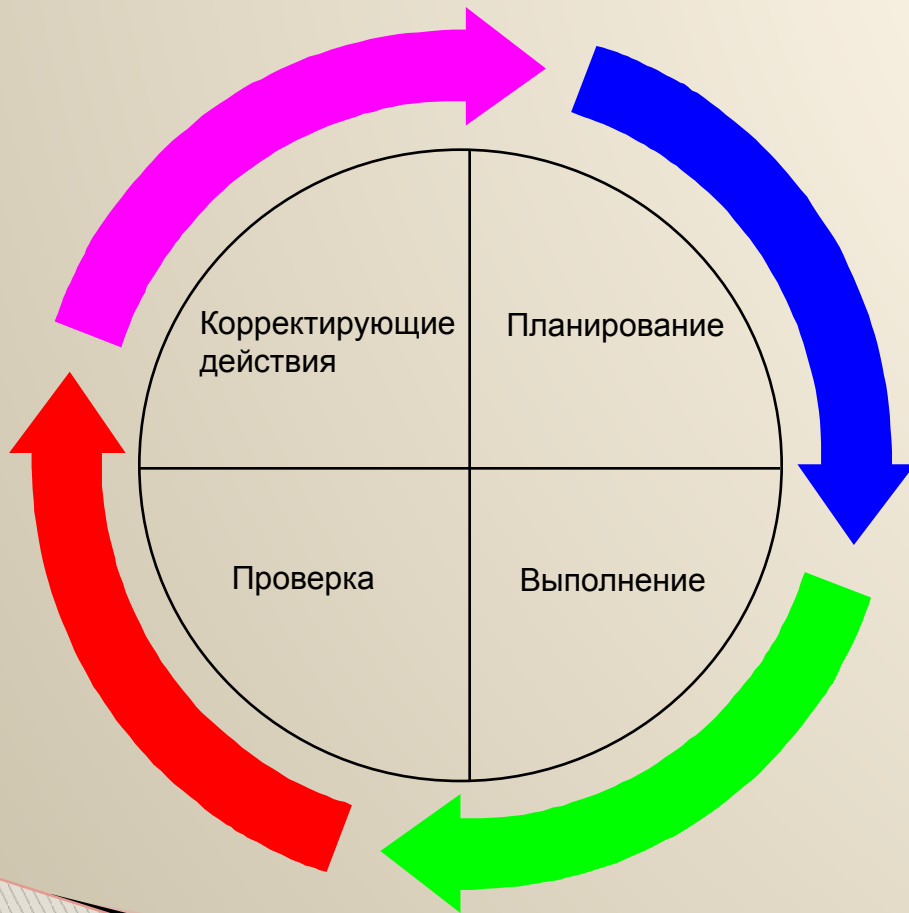 Корректирующие
действия
Планирование
Проверка
Выполнение